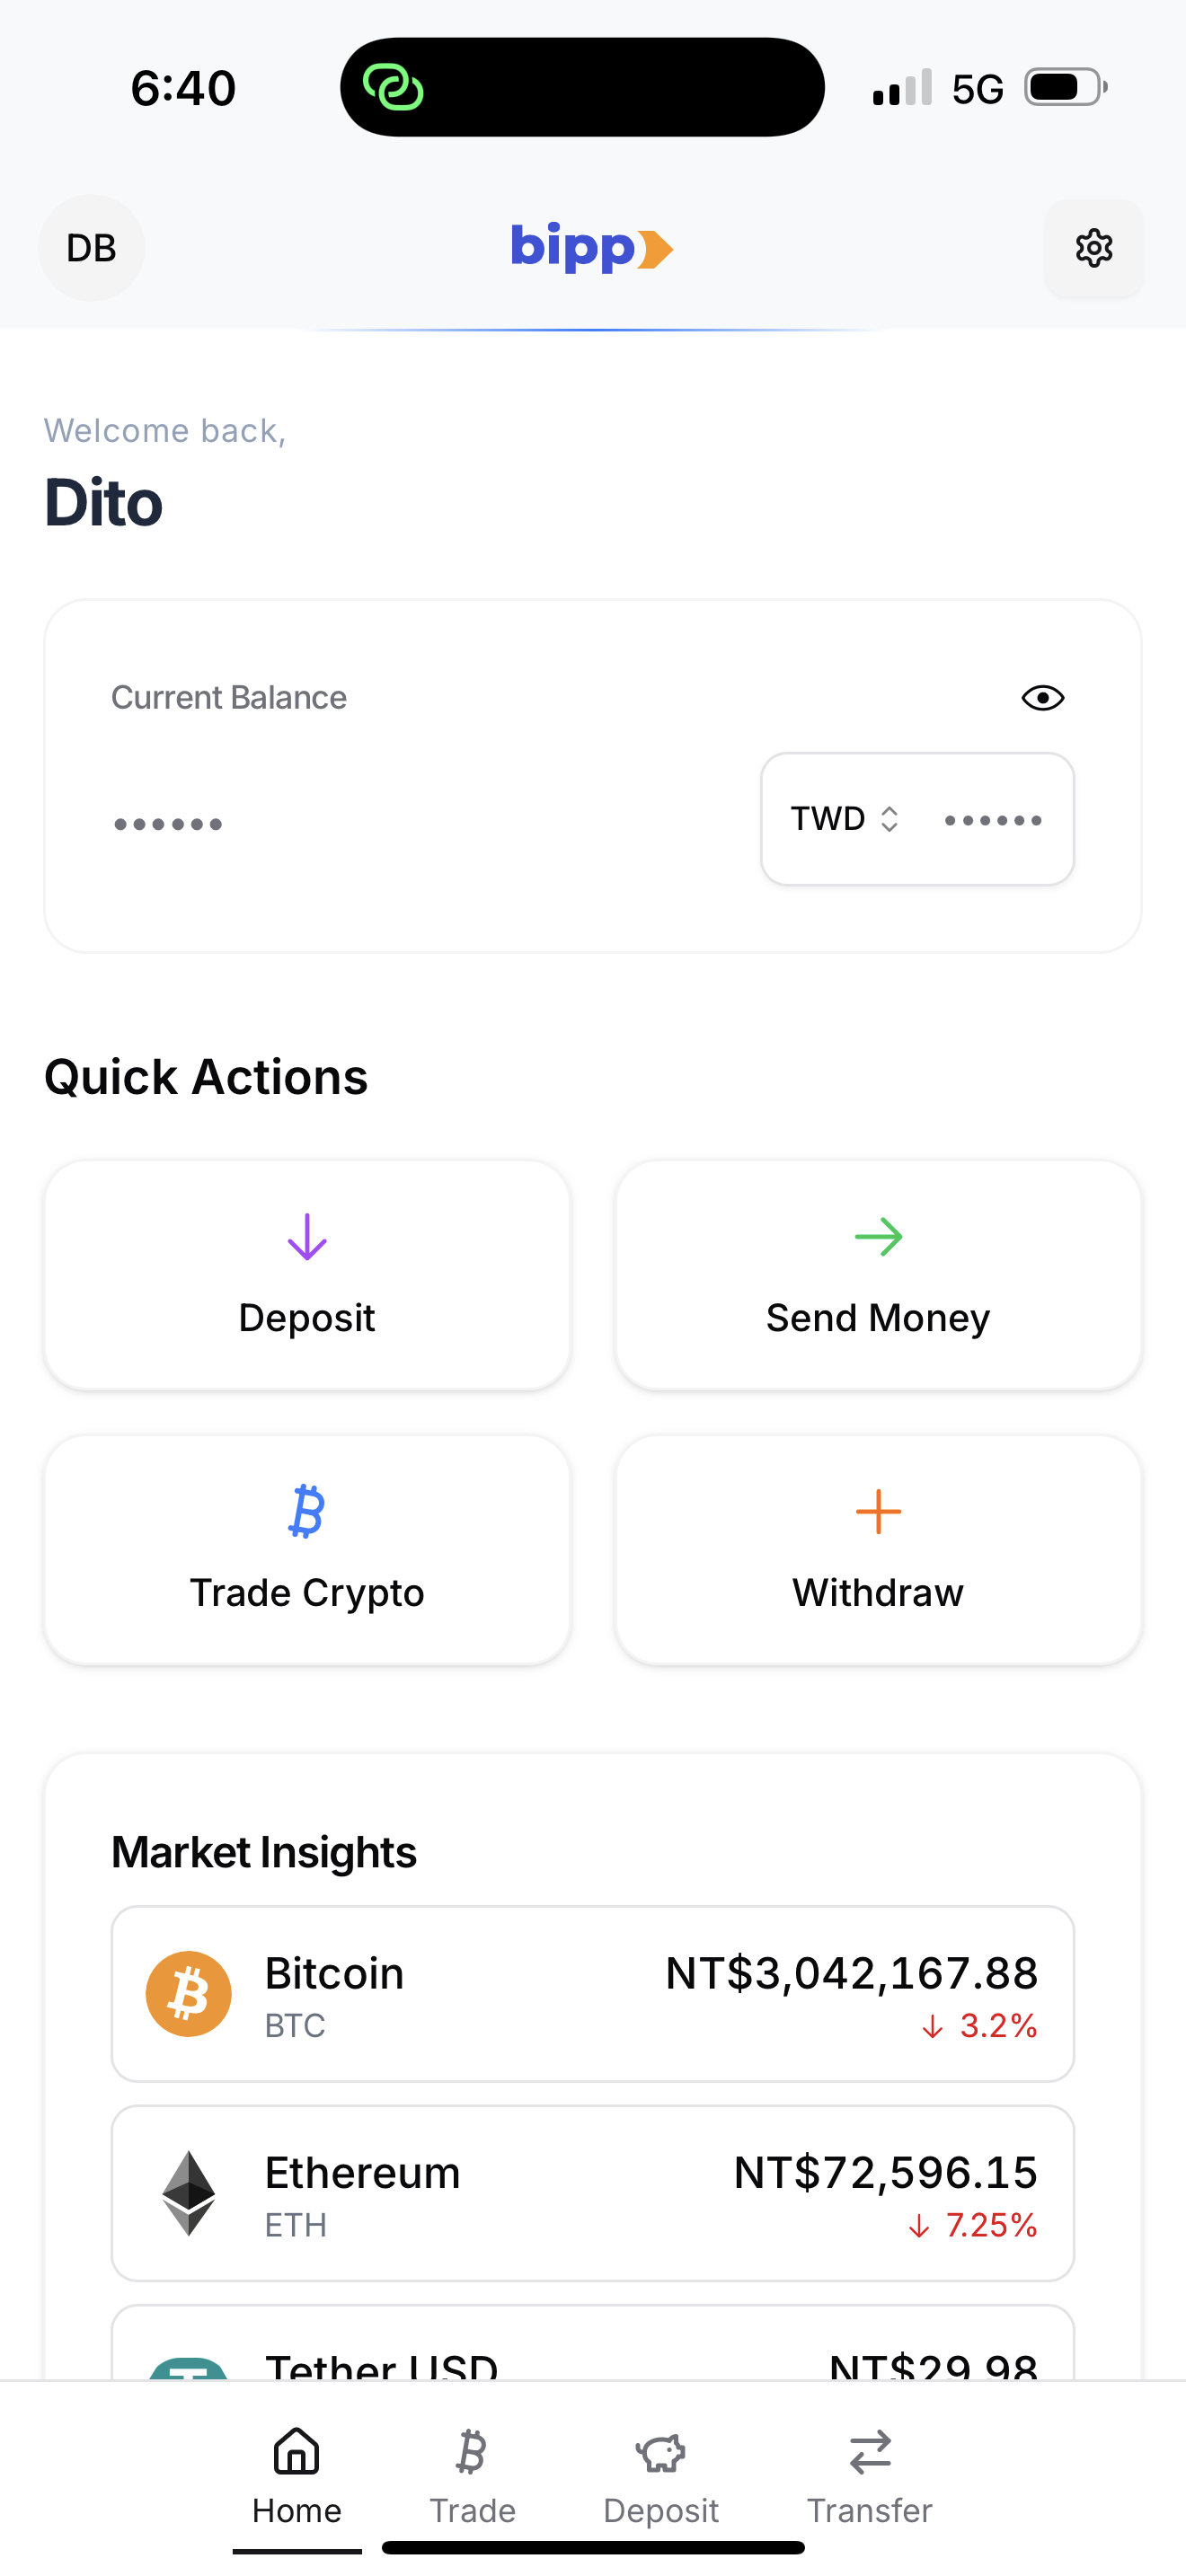 6:40
5G
DB
bipp
Welcome back,
Dito
Current Balance
••••••
TWD ••••••
Quick Actions
Deposit
Send Money
Trade Crypto
Withdraw
Market Insights
Bitcoin NT$3,042,167.88
BTC ↓ 3.2%
Ethereum NT$72,596.15
ETH ↓ 7.25%
Tether USD NT$29.98
Home Trade Deposit Transfer